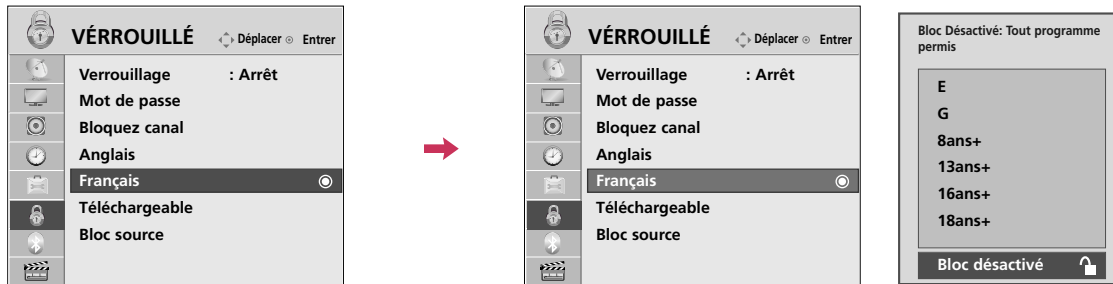 VÉRROUILLÉ Déplacer Entrer
Verrouillage : Arrêt
Mot de passe
Bloquez canal
Anglais
Français
Téléchargeable
Bloc source
VÉRROUILLÉ Déplacer Entrer
Verrouillage : Arrêt
Mot de passe
Bloquez canal
Anglais
Français
Téléchargeable
Bloc source
Bloc Désactivé: Tout programme
permis
E
G
8ans+
13ans+
16ans+
18ans+
Bloc désactivé